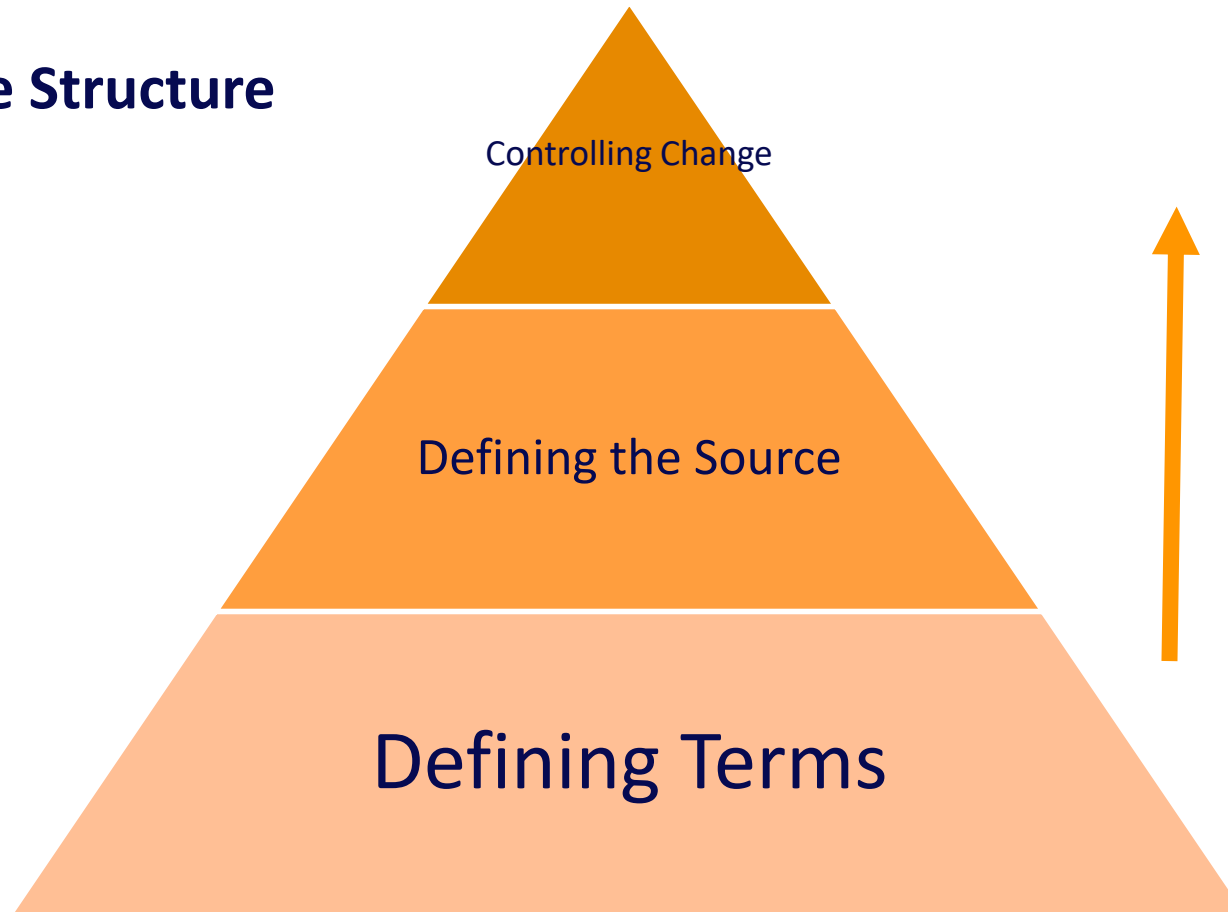 e Structure
Controlling Change
Defining the Source
Defining Terms